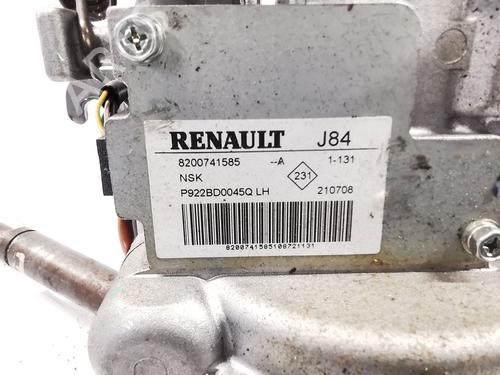 RENAULT J84
8200741585 --A 1-131
NSK 231
P922BD0045Q LH 210708
8200741585108721131